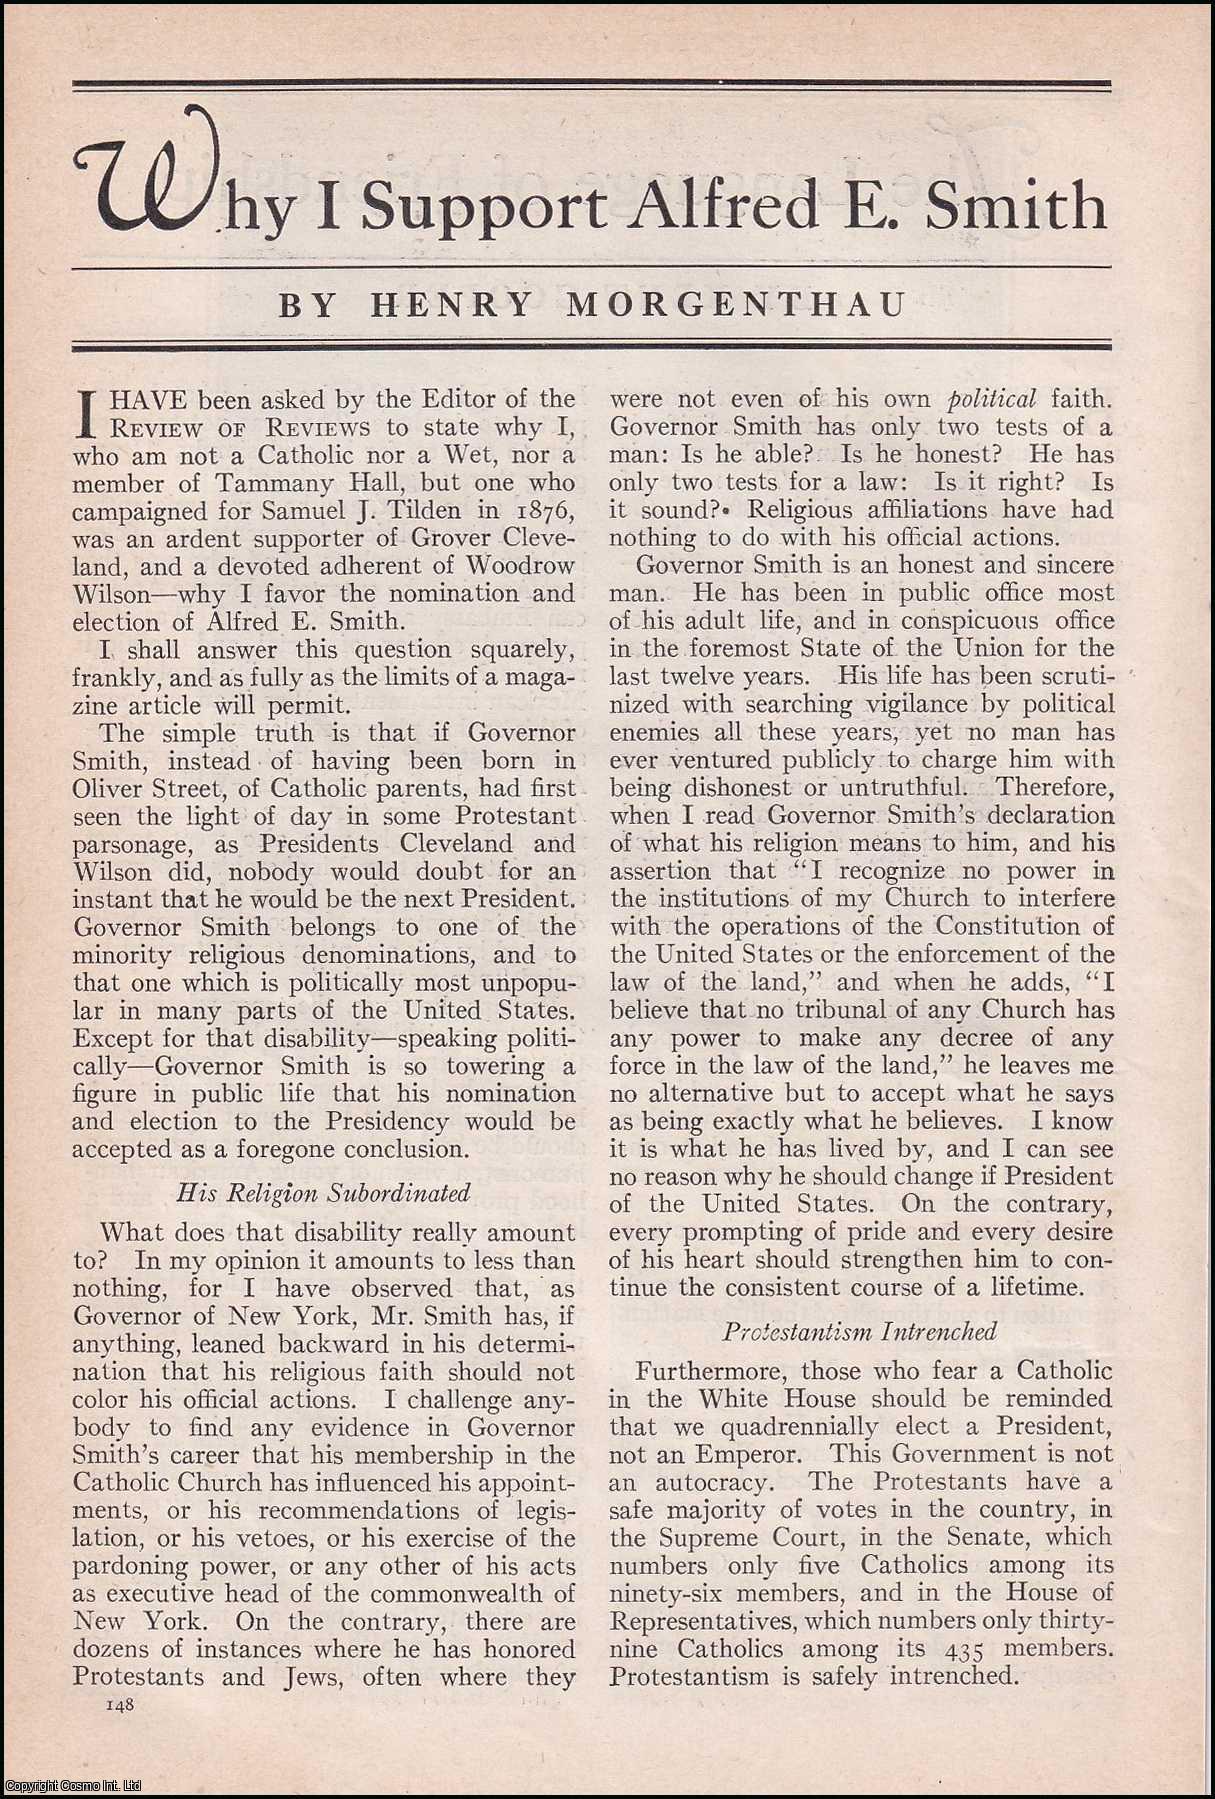 Why I Support Alfred E. Smith
BY HENRY MORGENTHAU
I HAVE been asked by the Editor of the
REVIEW OF REVIEWS to state why I,
who am not a Catholic nor a Wet, nor a
member of Tammany Hall, but one who
campaigned for Samuel J. Tilden in 1876,
was an ardent supporter of Grover Cleve-
land, and a devoted adherent of Woodrow
Wilson—why I favor the nomination and
election of Alfred E. Smith.
I shall answer this question squarely,
frankly, and as fully as the limits of a maga-
zine article will permit.
The simple truth is that if Governor
Smith, instead of having been born in
Oliver Street, of Catholic parents, had first
seen the light of day in some Protestant
parsonage, as Presidents Cleveland and
Wilson did, nobody would doubt for an
instant that he would be the next President.
Governor Smith belongs to one of the
minority religious denominations, and to
that one which is politically most unpopu-
lar in many parts of the United States.
Except for that disability—speaking politi-
cally—Governor Smith is so towering a
figure in public life that his nomination
and election to the Presidency would be
accepted as a foregone conclusion.
His Religion Subordinated
What does that disability really amount
to? In my opinion it amounts to less than
nothing, for I have observed that, as
Governor of New York, Mr. Smith has, if
anything, leaned backward in his determi-
nation that his religious faith should not
color his official actions. I challenge any-
body to find any evidence in Governor
Smith's career that his membership in the
Catholic Church has influenced his appoint-
ments, or his recommendations of legis-
lation, or his vetoes, or his exercise of the
pardoning power, or any other of his acts
as executive head of the commonwealth of
New York. On the contrary, there are
dozens of instances where he has honored
Protestants and Jews, often where they
148
were not even of his own political faith.
Governor Smith has only two tests of a
man: Is he able? Is he honest? He has
only two tests for a law: Is it right? Is
it sound? Religious affiliations have had
nothing to do with his official actions.
Governor Smith is an honest and sincere
man. He has been in public office most
of his adult life, and in conspicuous office
in the foremost State of the Union for the
last twelve years. His life has been scruti-
nized with searching vigilance by political
enemies all these years, yet no man has
ever ventured publicly to charge him with
being dishonest or untruthful. Therefore,
when I read Governor Smith's declaration
of what his religion means to him, and his
assertion that "I recognize no power in
the institutions of my Church to interfere
with the operations of the Constitution of
the United States or the enforcement of the
law of the land," and when he adds, "I
believe that no tribunal of any Church has
any power to make any decree of any
force in the law of the land," he leaves me
no alternative but to accept what he says
as being exactly what he believes. I know
it is what he has lived by, and I can see
no reason why he should change if President
of the United States. On the contrary,
every prompting of pride and every desire
of his heart should strengthen him to con-
tinue the consistent course of a lifetime.
Protestantism Intrenched
Furthermore, those who fear a Catholic
in the White House should be reminded
that we quadrennially elect a President,
not an Emperor. This Government is not
an autocracy. The Protestants have a
safe majority of votes in the country, in
the Supreme Court, in the Senate, which
numbers only five Catholics among its
ninety-six members, and in the House of
Representatives, which numbers only thirty-
nine Catholics among its 435 members.
Protestantism is safely intrenched.
Copyright Cosmo Int. Ltd